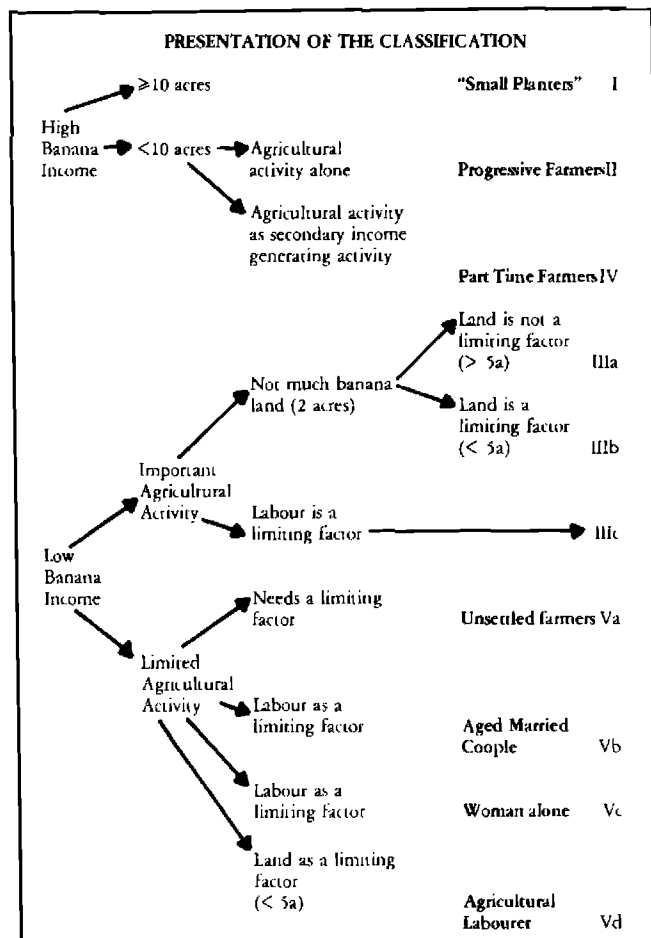 PRESENTATION OF THE CLASSIFICATION
≥10 acres
"Small Planters" I
High
Banana
Income
<10 acres
Agricultural
activity alone
Progressive FarmersII
Agricultural activity
as secondary income
generating activity
Part Time Farmers IV
Land is not a
limiting factor
(> 5a) IIIa
Not much banana
land (2 acres)
Land is a
limiting factor
(< 5a) IIIb
Important
Agricultural
Activity
Labour is a
limiting factor
IIIc
Low
Banana
Income
Needs a limiting
factor
Unsettled farmers Va
Limited
Agricultural
Activity
Labour as a
limiting factor
Aged Married
Coople Vb
Labour as a
limiting factor
Woman alone Vc
Land as a limiting
factor
(< 5a)
Agricultural
Labourer Vd